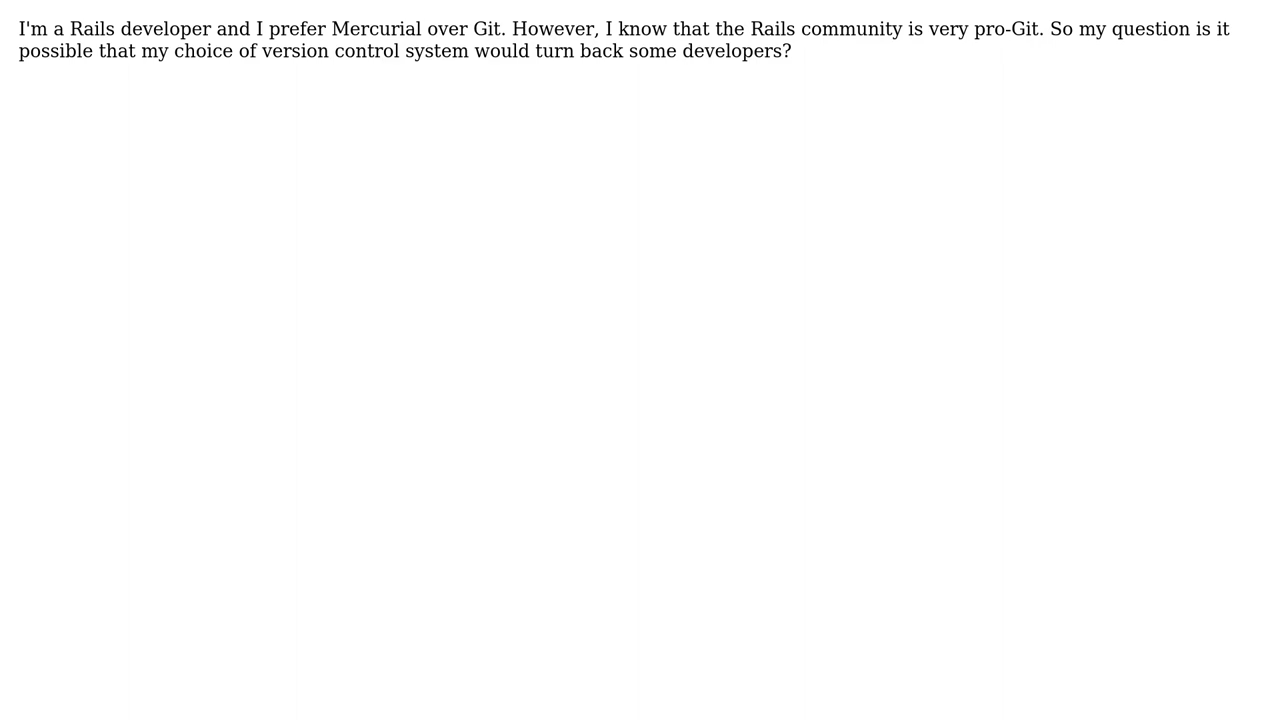 I'm a Rails developer and I prefer Mercurial over Git. However, I know that the Rails community is very pro-Git. So my question is it
possible that my choice of version control system would turn back some developers?